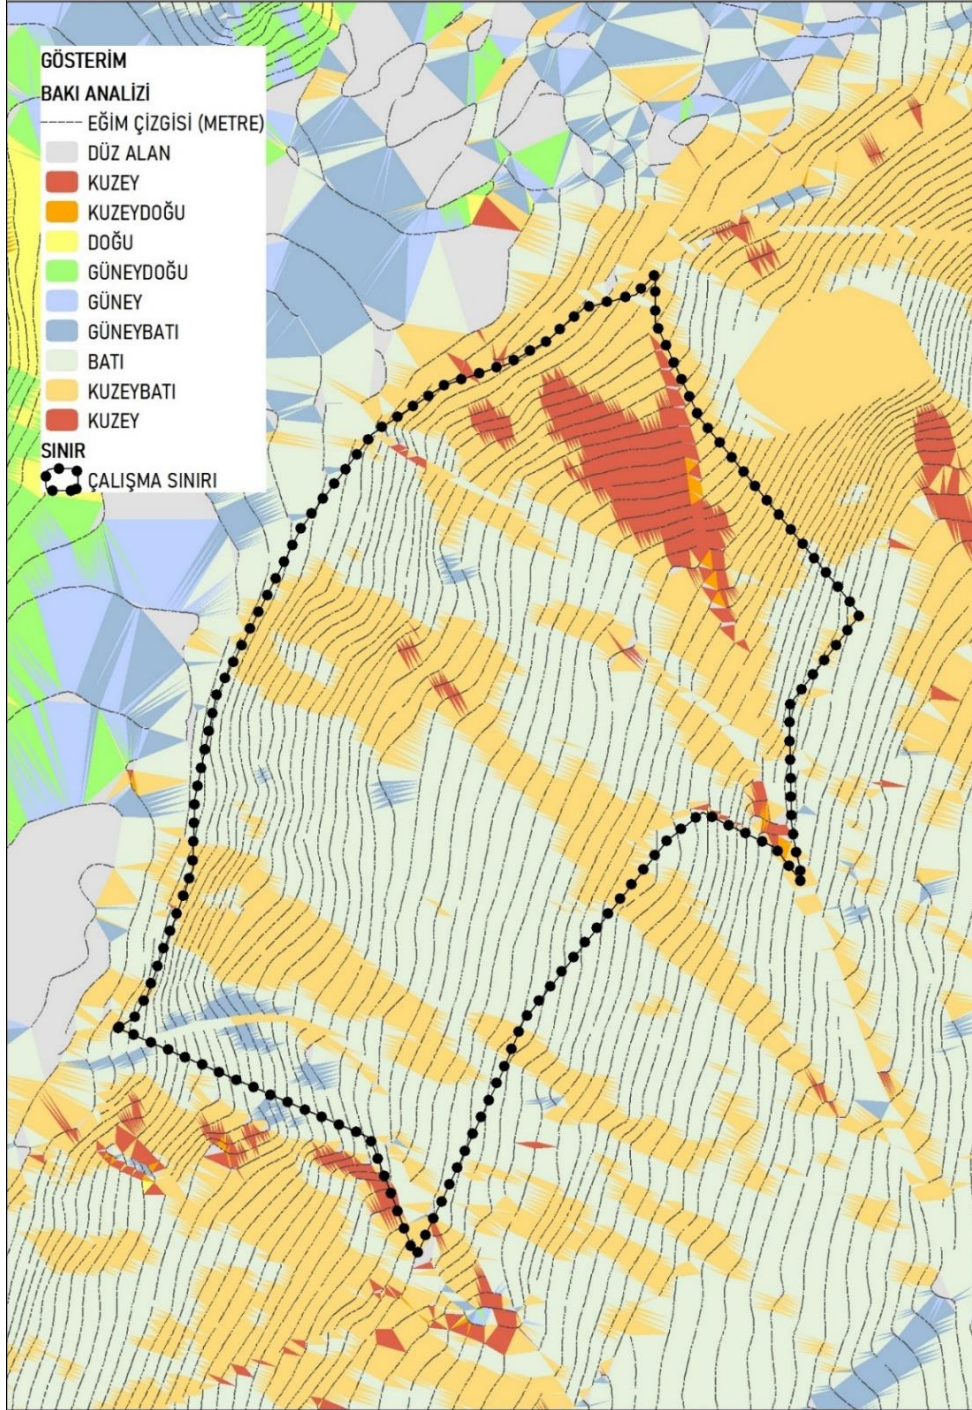 GÖSTERİM
BAKI ANALİZİ
EĞİM ÇİZGİSİ (METRE)
DÜZ ALAN
KUZEY
KUZEYDOĞU
DOĞU
GÜNEYDOĞU
GÜNEY
GÜNEYBATI
BATI
KUZEYBATI
KUZEY
SINIR
ÇALIŞMA SINIRI